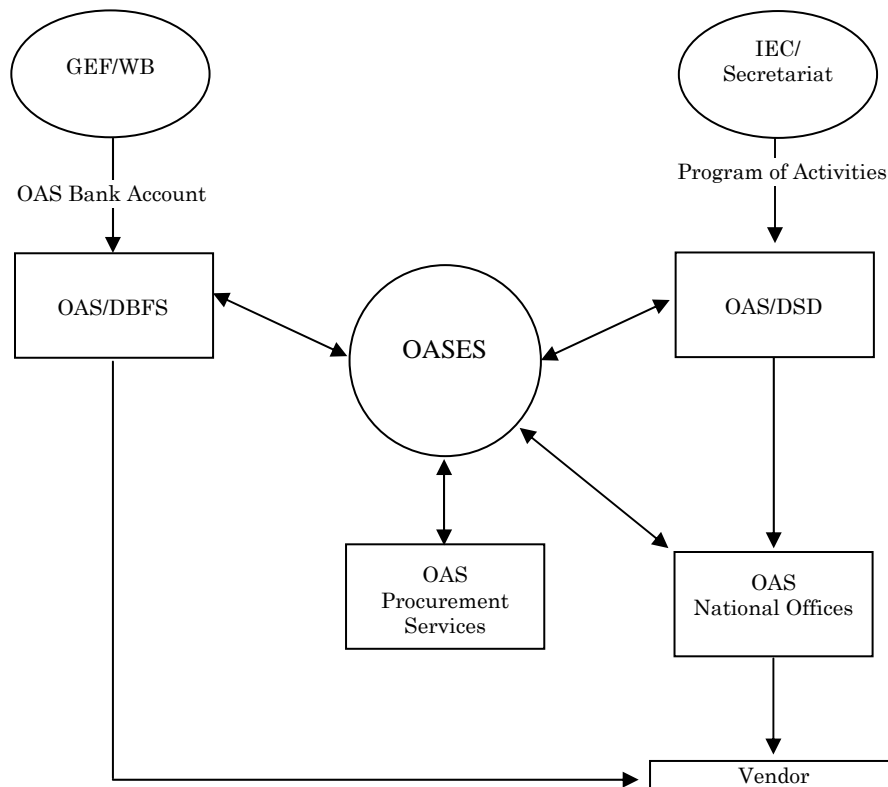 GEF/WB
IEC/
Secretariat
OAS Bank Account
Program of Activities
OAS/DBFS
OASES
OAS/DSD
OAS
Procurement
Services
OAS
National Offices
Vendor